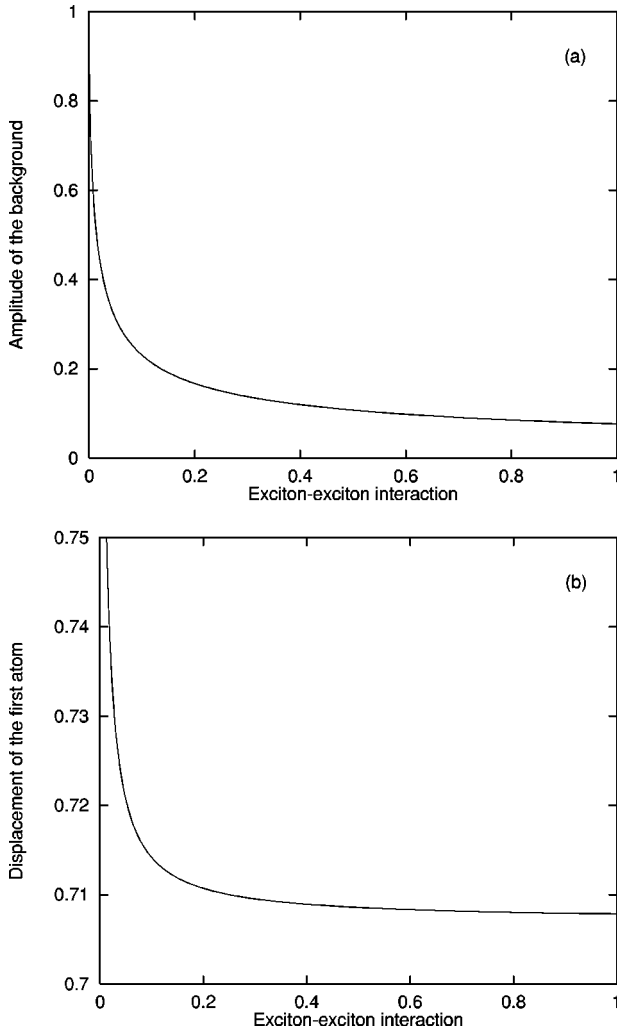 1
0.8
0.6
0.4
0.2
0
Amplitude of the background
(a)
0 0.2 0.4 0.6 0.8 1
Exciton-exciton interaction
0.75
0.74
0.73
0.72
0.71
0.7
Displacement of the first atom
(b)
0 0.2 0.4 0.6 0.8 1
Exciton-exciton interaction